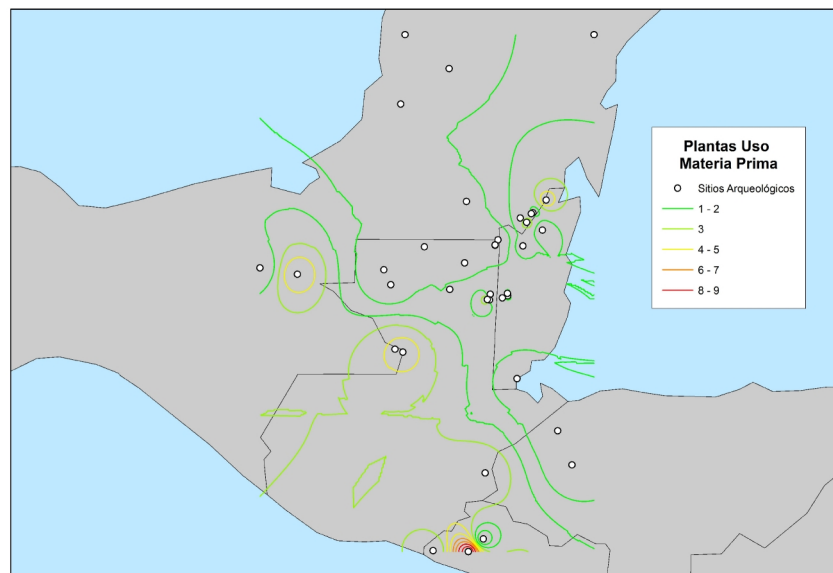 Plantas Uso
Materia Prima
Sitios Arqueológicos
1 - 2
3
4 - 5
6 - 7
8 - 9